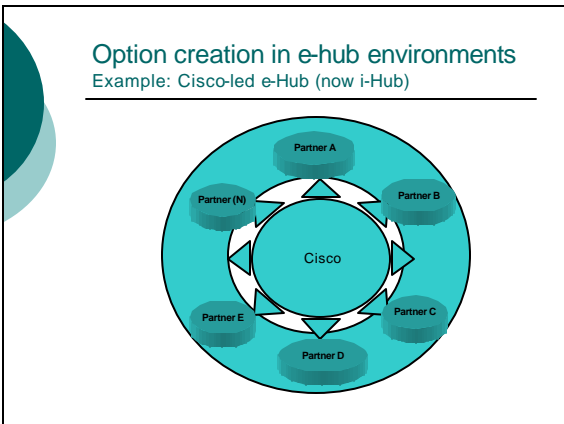 Option creation in e-hub environments
Example: Cisco-led e-Hub (now i-Hub)
Partner A
Partner (N)
Partner B
Cisco
Partner E
Partner C
Partner D